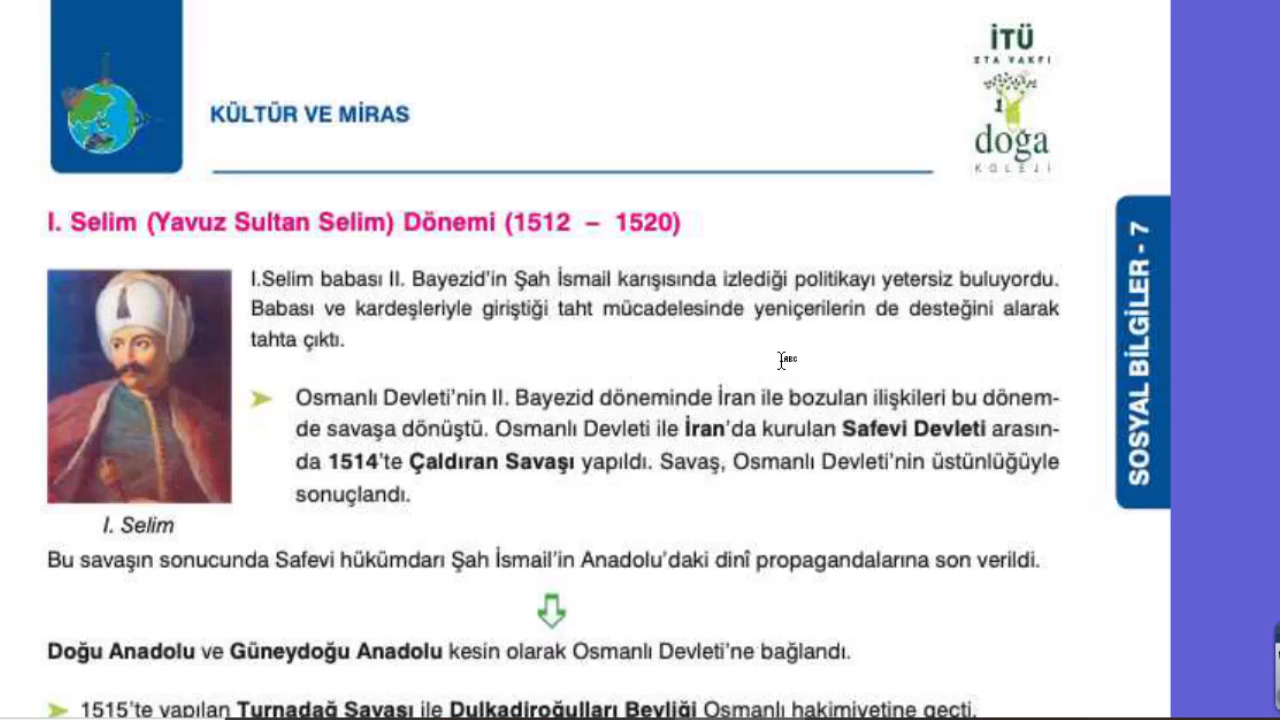 İTÜ
ETA VAKFI
doğa
KOLEJİ
KÜLTÜR VE MİRAS
I. Selim (Yavuz Sultan Selim) Dönemi (1512 – 1520)
I.Selim babası II. Bayezid’in Şah İsmail karışısında izlediği politikayı yetersiz buluyordu.
Babası ve kardeşleriyle giriştiği taht mücadelesinde yeniçerilerin de desteğini alarak
tahta çıktı.
➤ Osmanlı Devleti’nin II. Bayezid döneminde İran ile bozulan ilişkileri bu dönem-
de savaşa dönüştü. Osmanlı Devleti ile İran’da kurulan Safevi Devleti arasın-
da 1514’te Çaldıran Savaşı yapıldı. Savaş, Osmanlı Devleti’nin üstünlüğüyle
sonuçlandı.
I. Selim
Bu savaşın sonucunda Safevi hükümdarı Şah İsmail’in Anadolu’daki dinî propagandalarına son verildi.
Doğu Anadolu ve Güneydoğu Anadolu kesin olarak Osmanlı Devleti’ne bağlandı.
➤ 1515’te yapılan Turnadağ Savaşı ile Dulkadiroğulları Beyliği Osmanlı hakimiyetine geçti.
SOSYAL BİLGİLER - 7